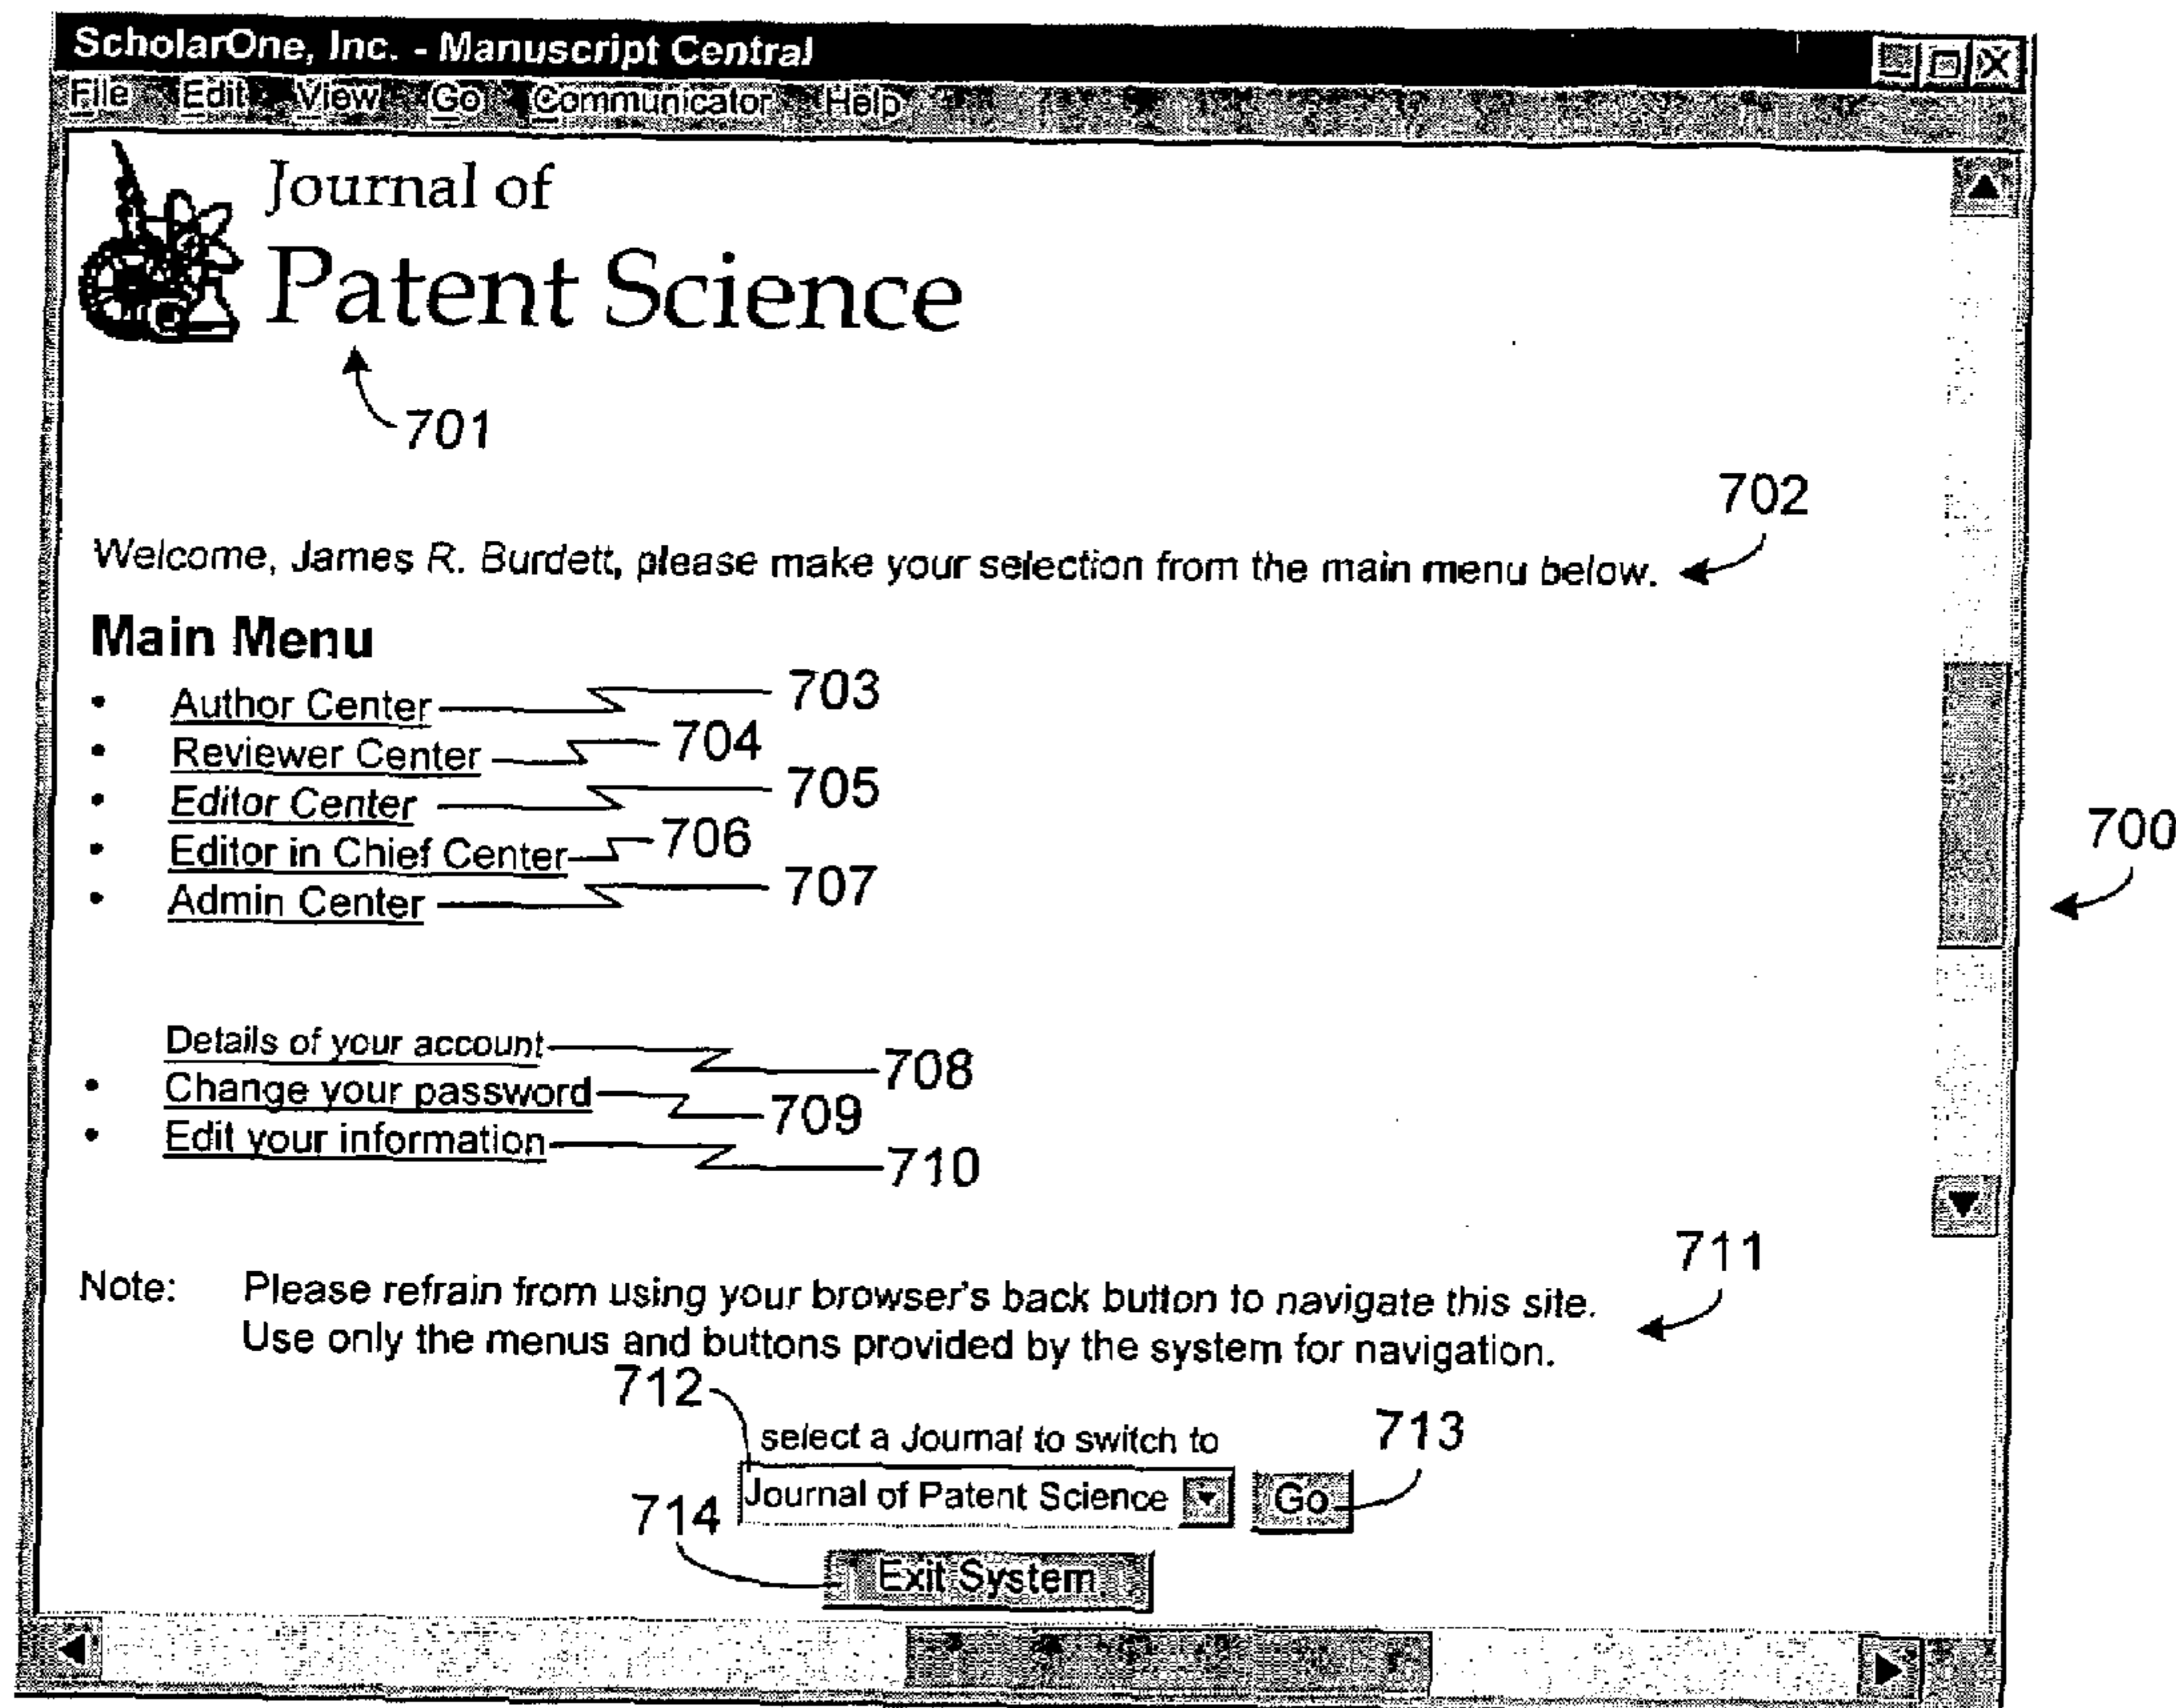 ScholarOne, Inc. - Manuscript Central
File Edit View Go Communicator Help
Journal of
Patent Science
701
702
Welcome, James R. Burdett, please make your selection from the main menu below.
Main Menu
• Author Center 703
• Reviewer Center 704
• Editor Center 705
• Editor in Chief Center 706
• Admin Center 707
700
Details of your account 708
• Change your password 709
• Edit your information 710
711
Note: Please refrain from using your browser's back button to navigate this site.
Use only the menus and buttons provided by the system for navigation.
712
select a Journal to switch to
713
Journal of Patent Science Go
714
Exit System